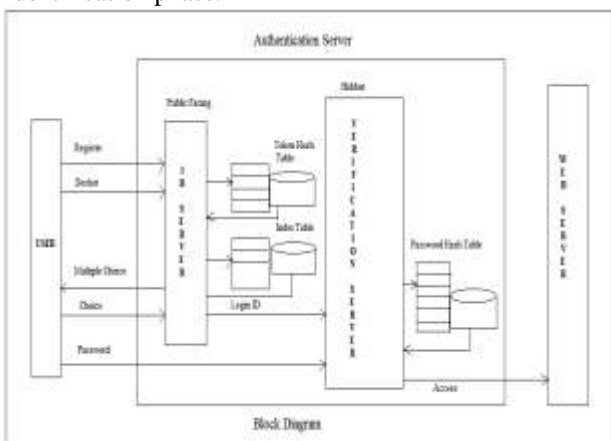 Authentication Server
Public Facing
Hidden
Register
Token Hash
Table
Index Table
USER
ID SERVER
VERIFICATION SERVER
WEB SERVER
Password Hash Table
Multiple Choice
Choice
Login ID
Password
Access
Block Diagram